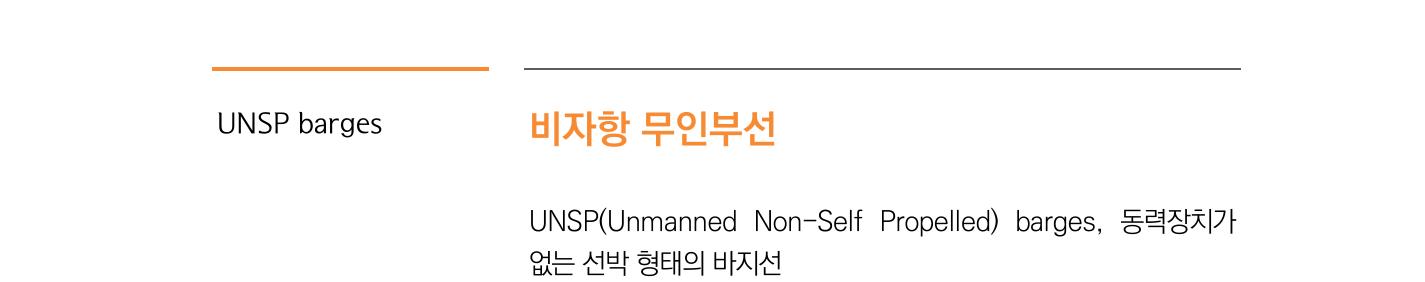 UNSP barges
비자항 무인부선
UNSP(Unmanned Non-Self Propelled) barges, 동력장치가
없는 선박 형태의 바지선